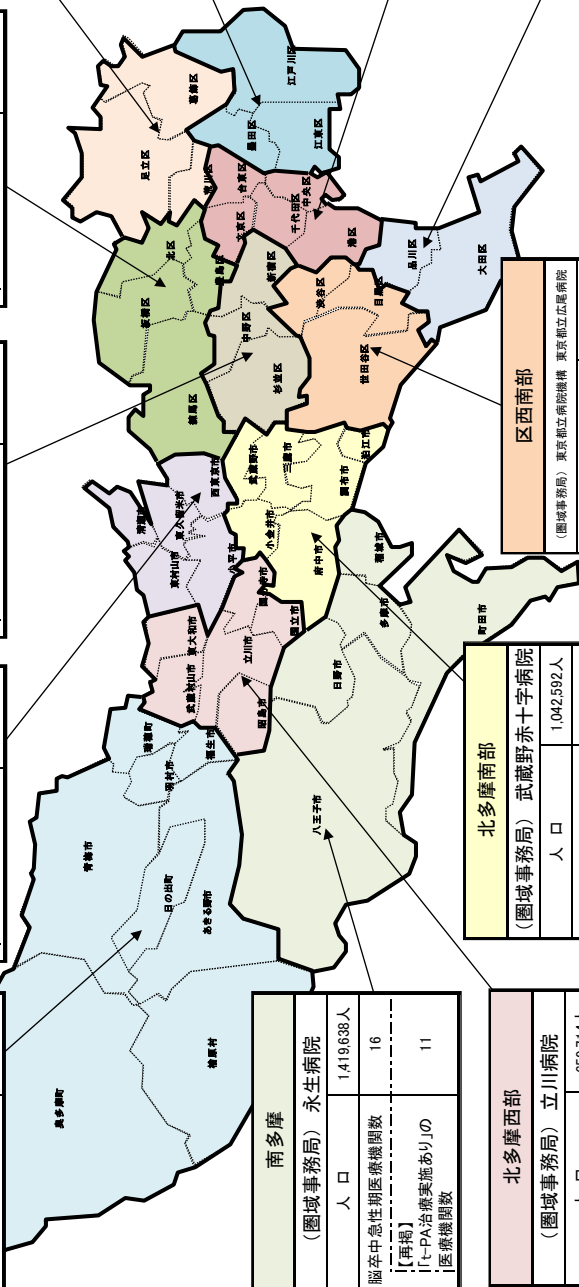 足立区
葛飾区
江戸川区
墨田区
江東区
荒川区
台東区
文京区
千代田区
中央区
港区
北区
板橋区
豊島区
練馬区
新宿区
中野区
杉並区
渋谷区
目黒区
世田谷区
品川区
大田区
清瀬市
東久留米市
西東京市
東村山市
小平市
武蔵野市
三鷹市
小金井市
調布市
狛江市
府中市
国分寺市
国立市
立川市
東大和市
武蔵村山市
昭島市
稲城市
多摩市
町田市
日野市
八王子市
瑞穂町
羽村市
福生市
青梅市
日の出町
あきる野市
奥多摩町
檜原村
区西南部
(圏域事務局) 東京都立病院機構 東京都立広尾病院
北多摩南部
(圏域事務局) 武蔵野赤十字病院
人 口 1,042,592人
南多摩
(圏域事務局) 永生病院
人 口 1,419,638人
脳卒中急性期医療機関数 16
【再掲】
「t-PA治療実施あり」の
医療機関数 11
北多摩西部
(圏域事務局) 立川病院